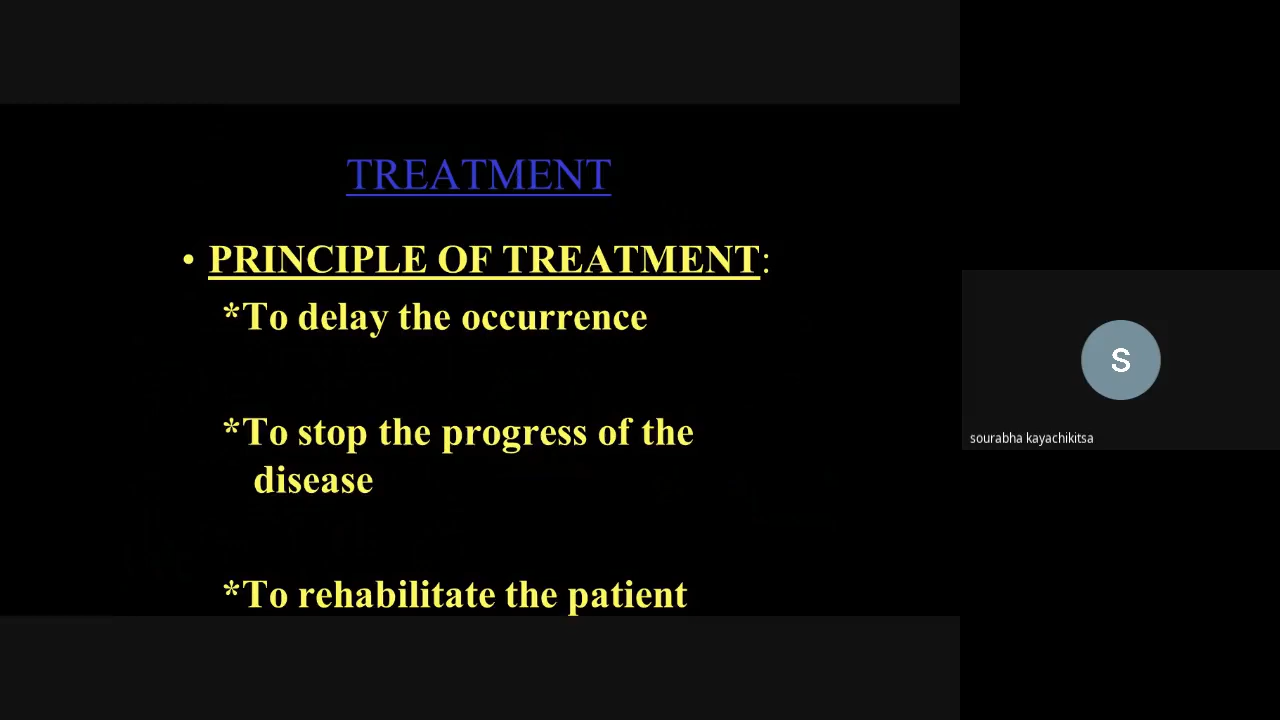 TREATMENT
• PRINCIPLE OF TREATMENT:
*To delay the occurrence
*To stop the progress of the
disease
*To rehabilitate the patient
S
sourabha kayachikitsa